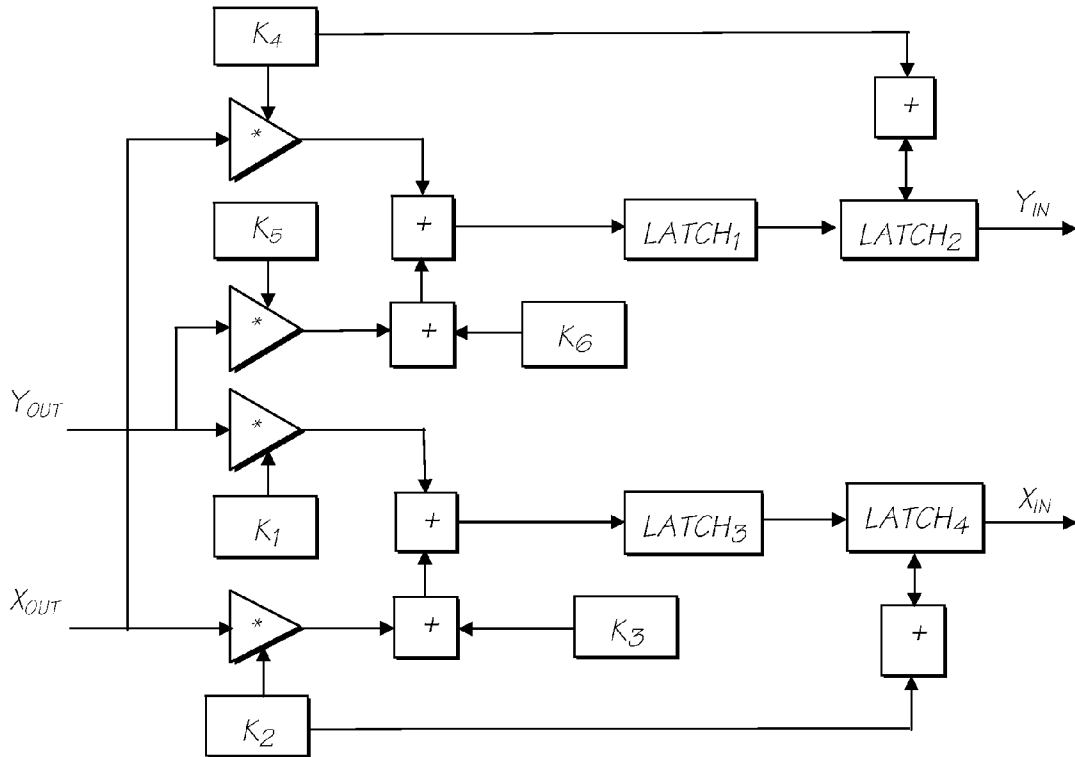 K4
*
+
K5
+
LATCH1
LATCH2
YIN
*
+
K6
YOUT
*
K1
+
LATCH3
LATCH4
XIN
XOUT
*
+
K3
+
K2